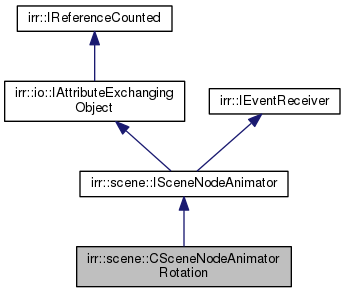 irr::IReferenceCounted
irr::io::IAttributeExchanging
Object
irr::IEventReceiver
irr::scene::ISceneNodeAnimator
irr::scene::CSceneNodeAnimator
Rotation